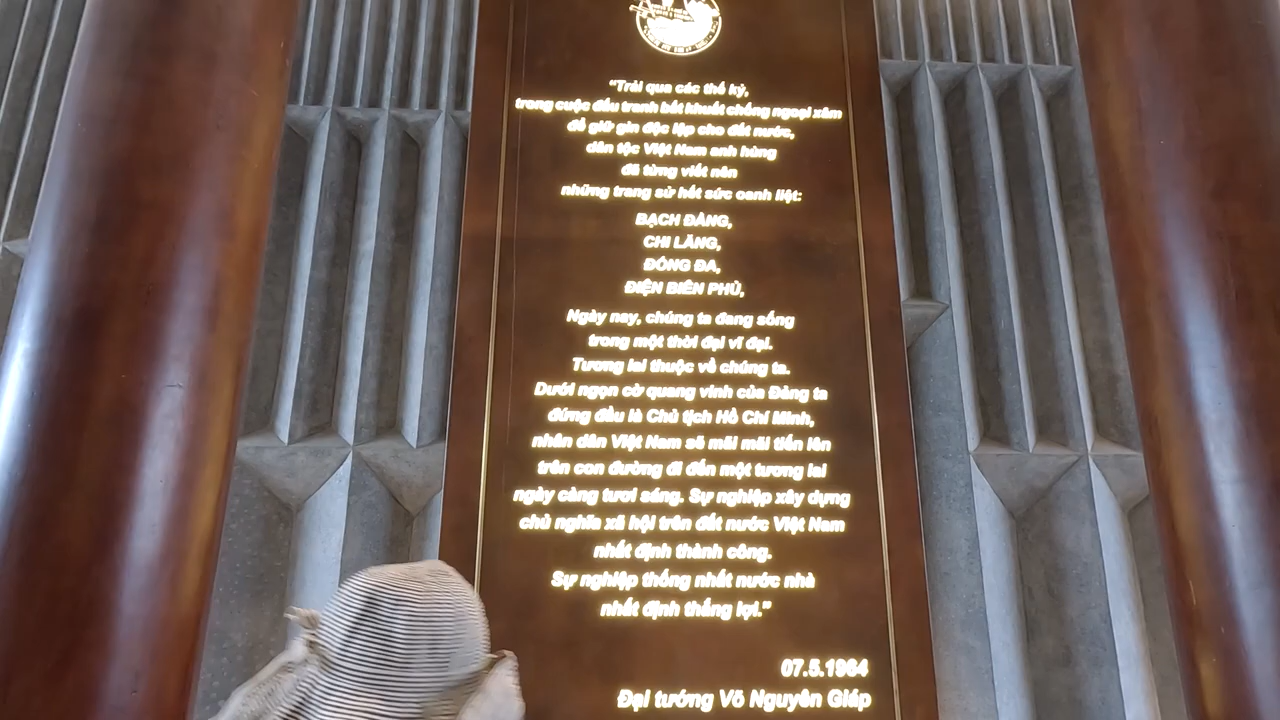 “Trải qua các thế kỷ,
trong cuộc đấu tranh bất khuất chống ngoại xâm
để giữ gìn độc lập cho đất nước,
dân tộc Việt Nam anh hùng
đã từng viết nên
những trang sử hết sức oanh liệt:
BẠCH ĐẰNG,
CHI LĂNG,
ĐỐNG ĐA,
ĐIỆN BIÊN PHỦ,
Ngày nay, chúng ta đang sống
trong một thời đại vĩ đại.
Tương lai thuộc về chúng ta.
Dưới ngọn cờ quang vinh của Đảng ta
đứng đầu là Chủ tịch Hồ Chí Minh,
nhân dân Việt Nam sẽ mãi mãi tiến lên
trên con đường đi đến một tương lai
ngày càng tươi sáng. Sự nghiệp xây dựng
chủ nghĩa xã hội trên đất nước Việt Nam
nhất định thành công.
Sự nghiệp thống nhất nước nhà
nhất định thắng lợi.”
07.5.1964
Đại tướng Võ Nguyên Giáp